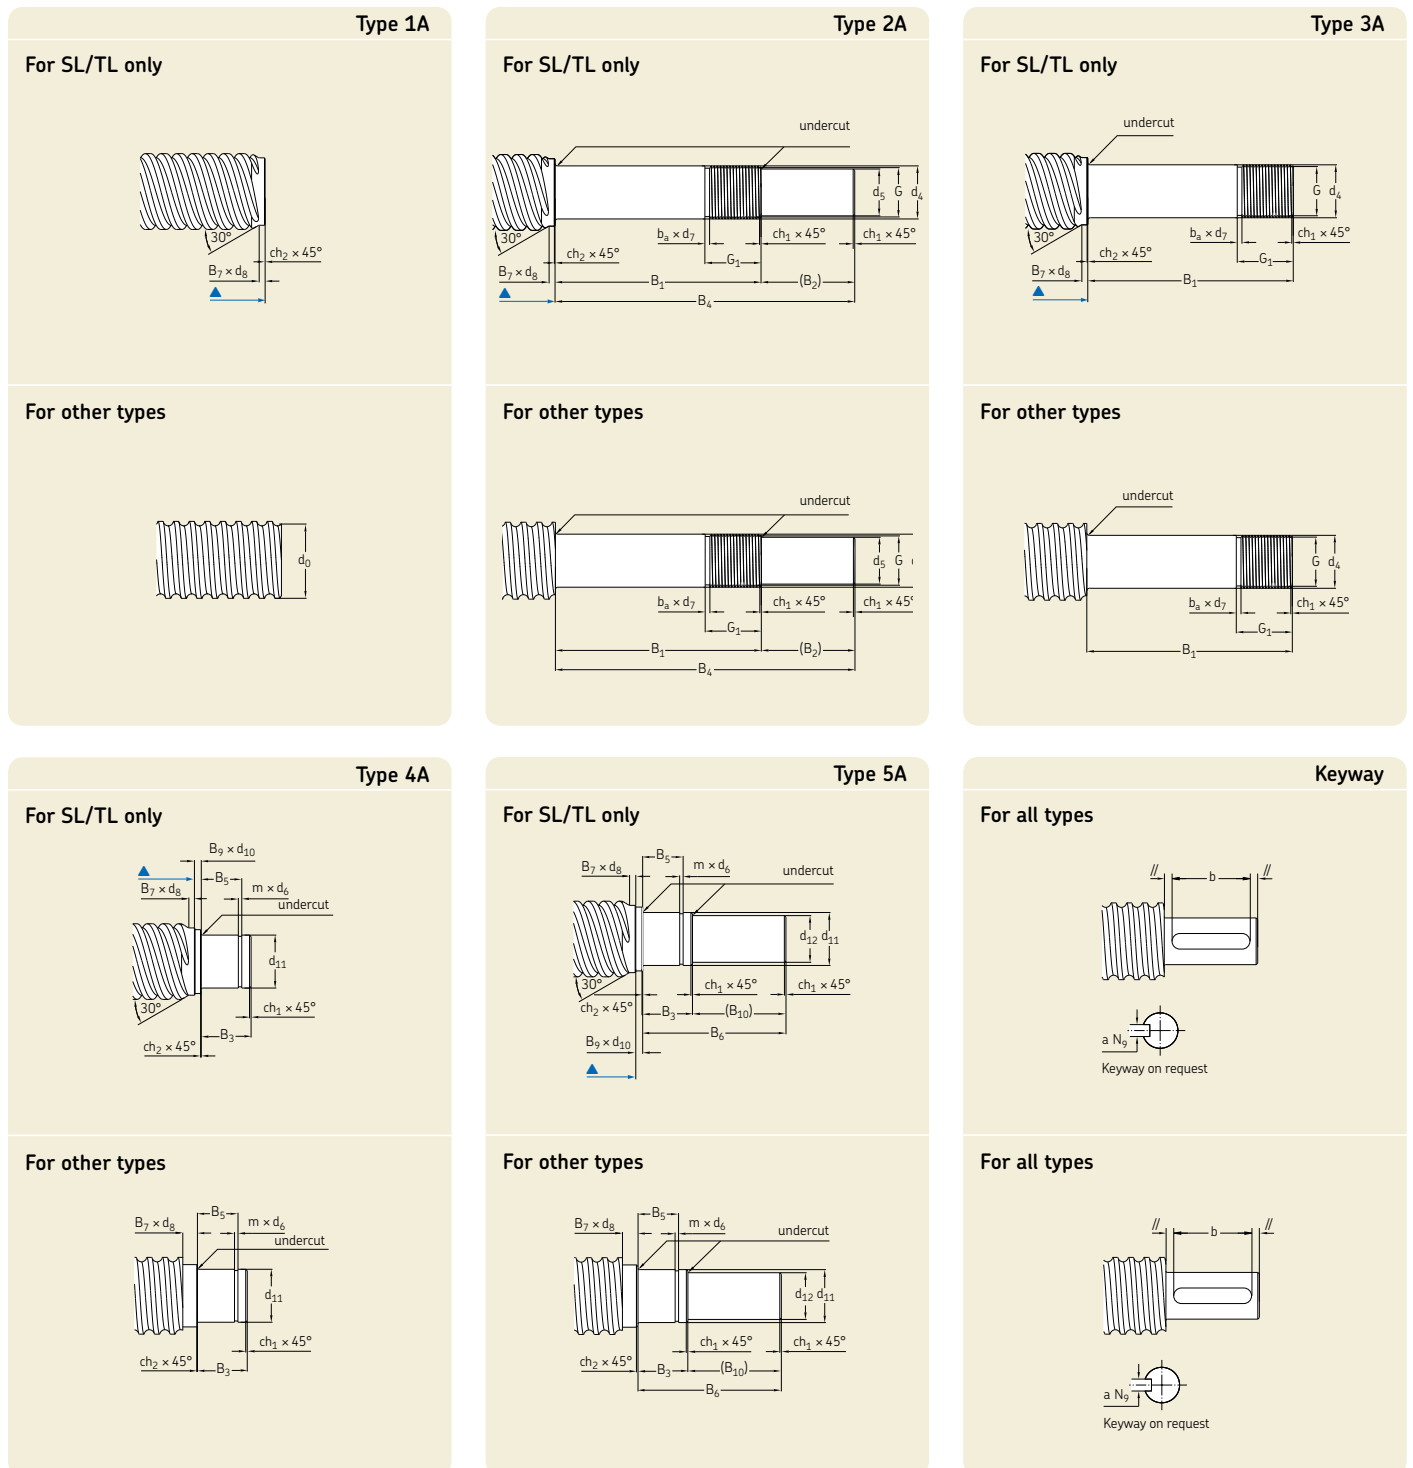 Type 1A
For SL/TL only
30°
ch2 × 45°
B7 × d8
For other types
d0
Type 2A
For SL/TL only
undercut
d5 G d4
30°
ba × d7 ch1 × 45° ch1 × 45°
ch2 × 45° G1
B7 × d8 B1 (B2)
B4
For other types
undercut
d5 G
ba × d7 ch1 × 45° ch1 × 45°
G1
B1 (B2)
B4
Type 3A
For SL/TL only
undercut
G d4
30°
ba × d7 ch1 × 45°
ch2 × 45° G1
B7 × d8 B1
For other types
undercut
G d4
ba × d7 ch1 × 45°
G1
B1
Type 4A
For SL/TL only
B9 × d10
B5
B7 × d8 m × d6
undercut
d11
30°
ch1 × 45°
B3
ch2 × 45°
For other types
B5
B7 × d8 m × d6
undercut
d11
ch1 × 45°
ch2 × 45° B3
Type 5A
For SL/TL only
B5
B7 × d8 m × d6
undercut
d12 d11
30°
ch1 × 45° ch1 × 45°
ch2 × 45° B3 (B10)
B6
B9 × d10
For other types
B5
B7 × d8 m × d6
undercut
d12 d11
ch1 × 45° ch1 × 45°
ch2 × 45° B3 (B10)
B6
Keyway
For all types
// b //
a N9
Keyway on request
For all types
// b //
a N9
Keyway on request